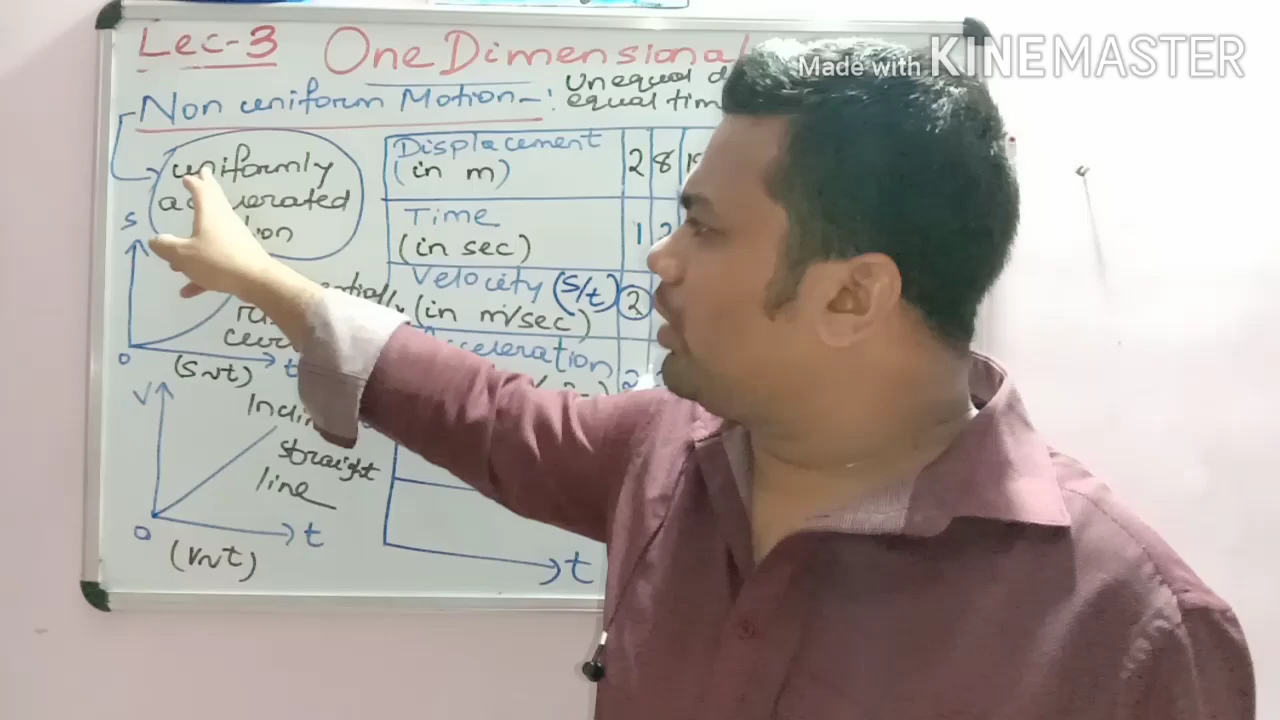 Lec-3 One Dimensional
Made with KINEMASTER
Non uniform Motion -: Unequal d
equal tim
uniformly
accelerated
Displacement
(in m)
2 8
Time
(in sec)
1 2
Velocity (S/t)
(in m/sec)
2
acceleration
2
S
O
t
(S~t)
V
Inclin
straight
line
O
t
(V~t)
t